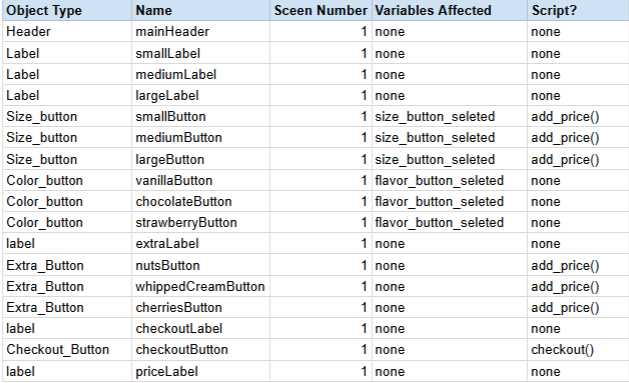 Object Type Name Sceen Number Variables Affected Script?
Header mainHeader 1 none none
Label smallLabel 1 none none
Label mediumLabel 1 none none
Label largeLabel 1 none none
Size_button smallButton 1 size_button_seleted add_price()
Size_button mediumButton 1 size_button_seleted add_price()
Size_button largeButton 1 size_button_seleted add_price()
Color_button vanillaButton 1 flavor_button_seleted none
Color_button chocolateButton 1 flavor_button_seleted none
Color_button strawberryButton 1 flavor_button_seleted none
label extraLabel 1 none none
Extra_Button nutsButton 1 none add_price()
Extra_Button whippedCreamButton 1 none add_price()
Extra_Button cherriesButton 1 none add_price()
label checkoutLabel 1 none none
Checkout_Button checkoutButton 1 none checkout()
label priceLabel 1 none none